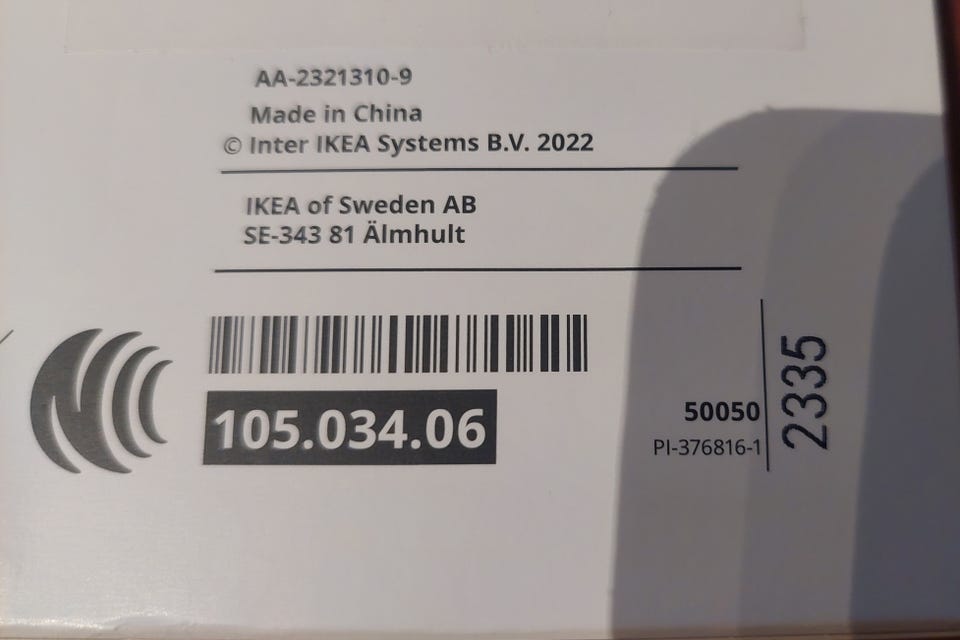 AA-2321310-9
Made in China
© Inter IKEA Systems B.V. 2022
IKEA of Sweden AB
SE-343 81 Älmhult
105.034.06
50050
PI-376816-1
2335